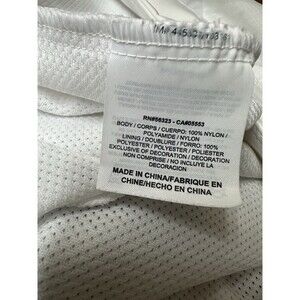 RN#56323 - CA#05553
BODY / CORPS / CUERPO: 100% NYLON /
POLYAMIDE / NYLON
LINING / DOUBLURE / FORRO: 100%
POLYESTER / POLYESTER / POLIESTER
EXCLUSIVE OF DECORATION / DECORATION
NON COMPRISE / NO INCLUYE LA
DECORACION
MADE IN CHINA/FABRIQUE EN
CHINE/HECHO EN CHINA